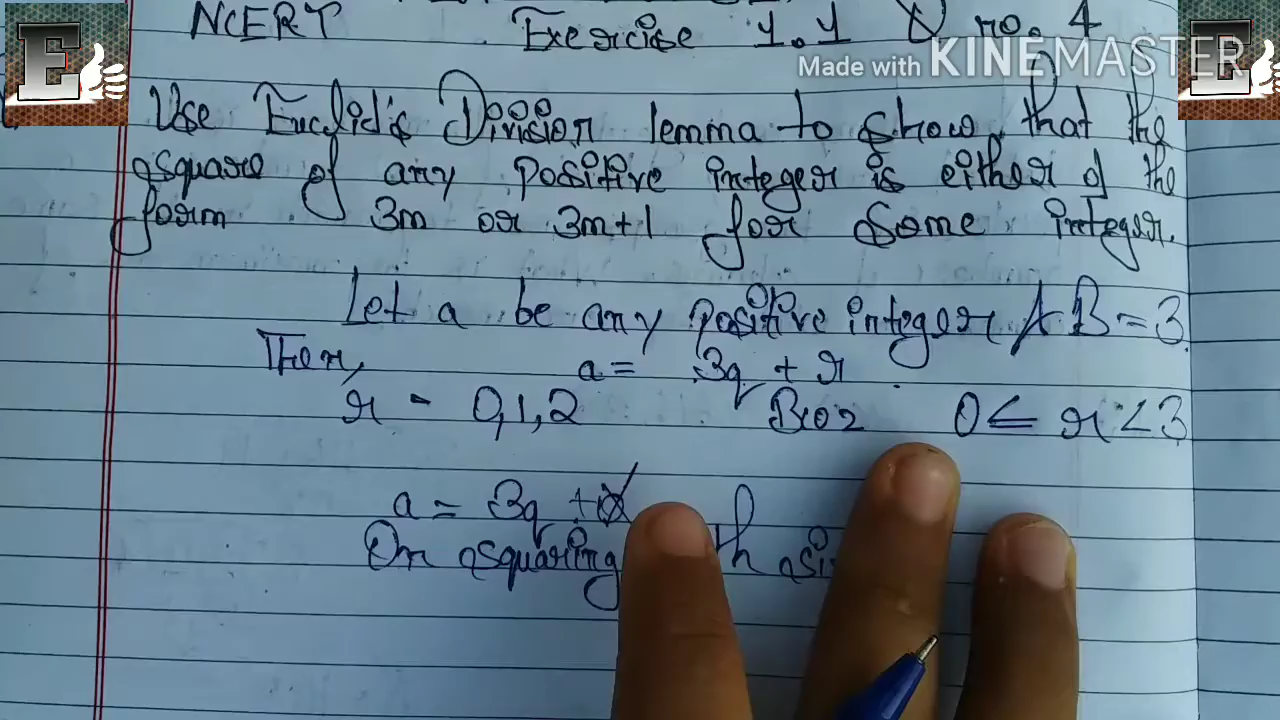 NCERT Exercise 1.1 Q no. 4
Made with KINEMASTER
E E
Use Euclid's Division lemma to show that the
square of any positive integer is either of the
form 3m or 3m+1 for some integer.
Let a be any positive integer & B=3
Then, a= 3q + r
r - 0,1,2 Bcoz 0≤ r <3
a = 3q +
On squaring